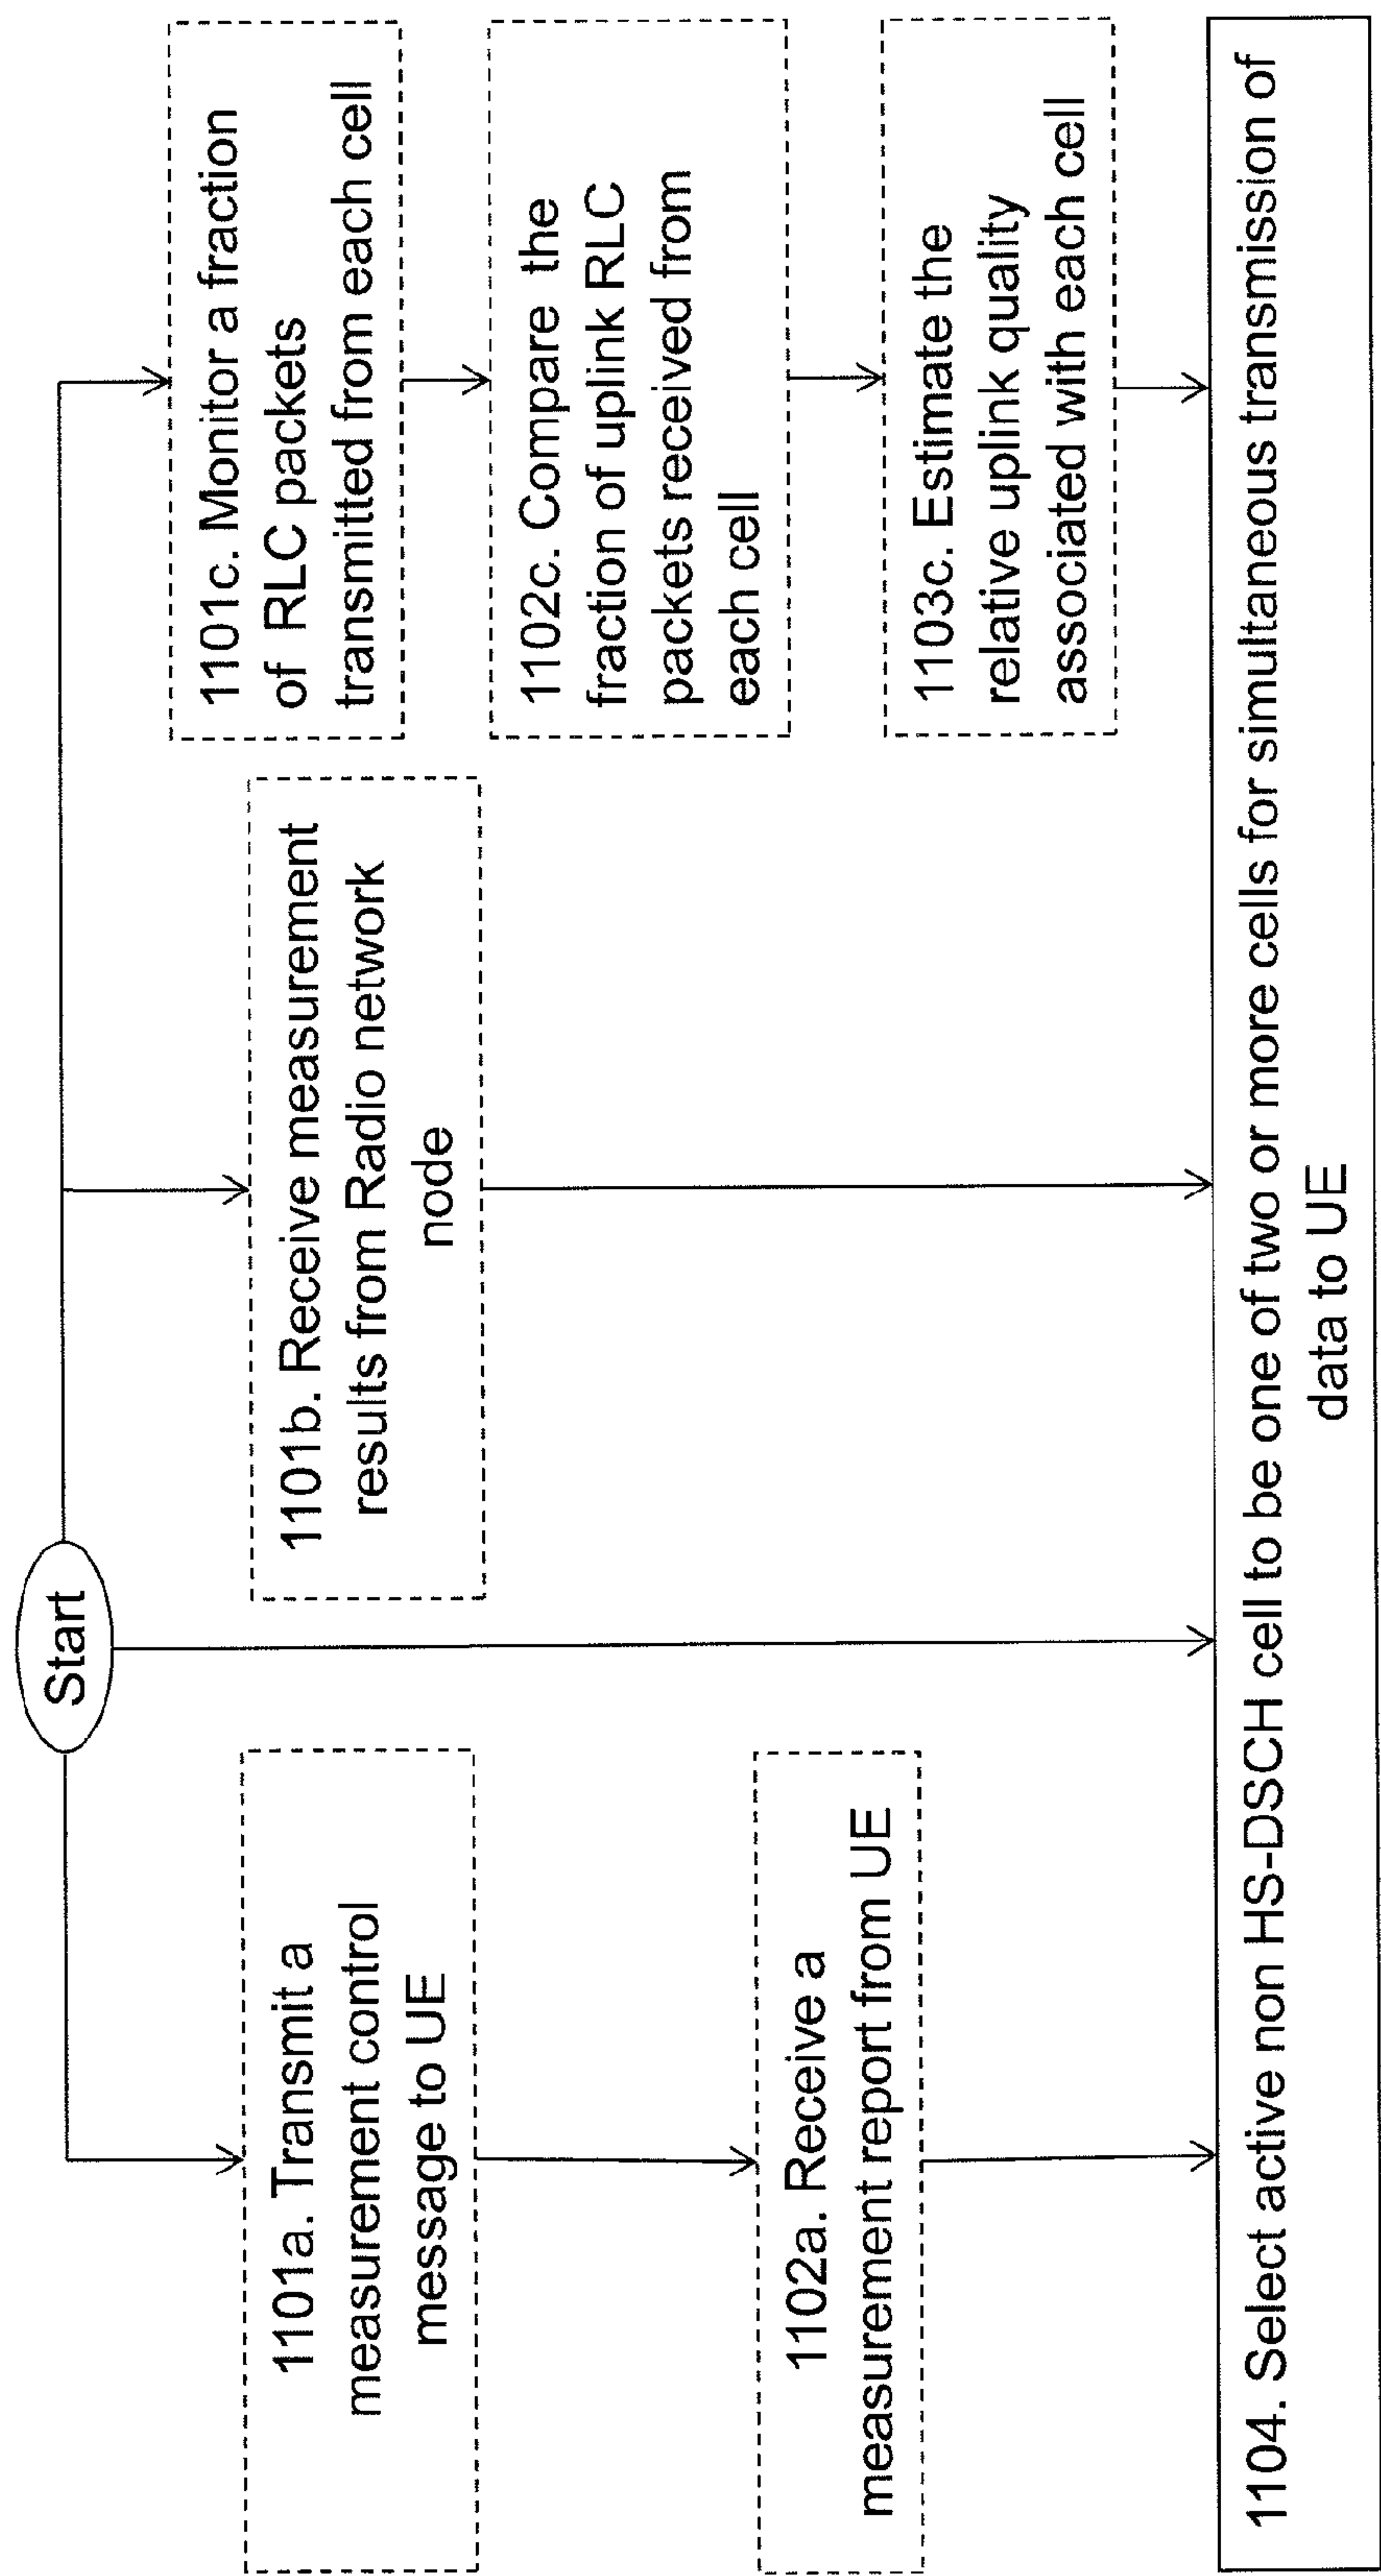 Start
1101a. Transmit a
measurement control
message to UE
1102a. Receive a
measurement report from UE
1101b. Receive measurement
results from Radio network
node
1101c. Monitor a fraction
of RLC packets
transmitted from each cell
1102c. Compare the
fraction of uplink RLC
packets received from
each cell
1103c. Estimate the
relative uplink quality
associated with each cell
1104. Select active non HS-DSCH cell to be one of two or more cells for simultaneous transmission of
data to UE